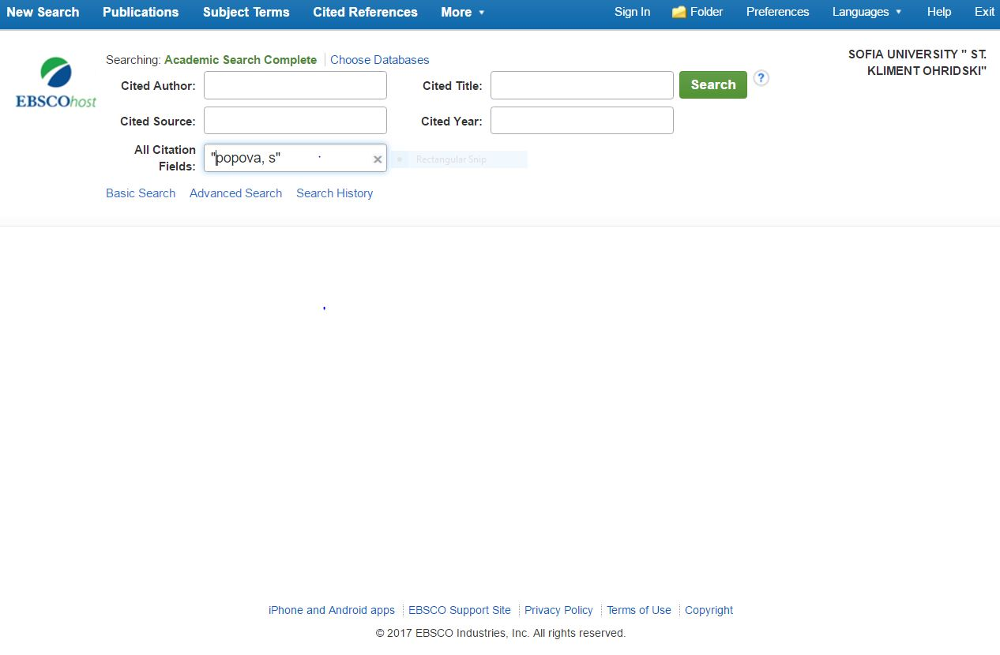 New Search Publications Subject Terms Cited References More Sign In Folder Preferences Languages Help Exit
Searching: Academic Search Complete Choose Databases
SOFIA UNIVERSITY " ST.
KLIMENT OHRIDSKI"
EBSCOhost
Cited Author: Cited Title: Search ?
Cited Source: Cited Year:
All Citation
Fields: "popova, s" Rectangular Snip
Basic Search Advanced Search Search History
iPhone and Android apps EBSCO Support Site Privacy Policy Terms of Use Copyright
© 2017 EBSCO Industries, Inc. All rights reserved.